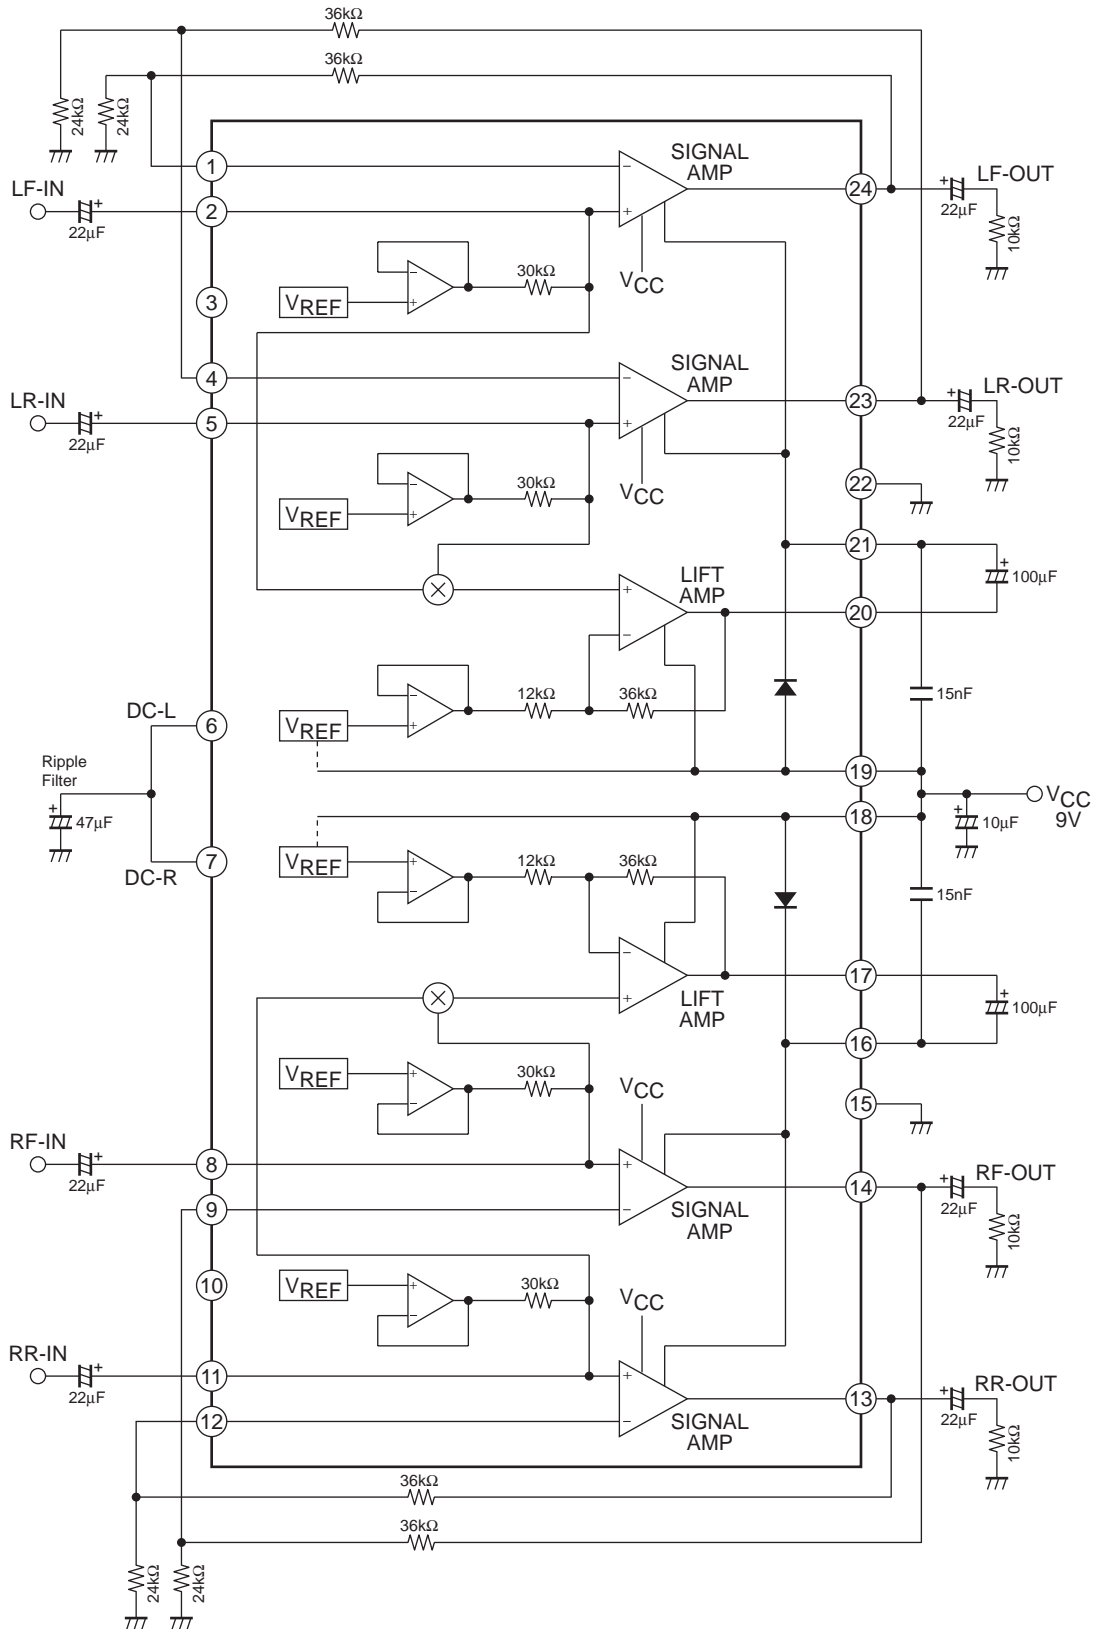 36kΩ
36kΩ
24kΩ
24kΩ
SIGNAL
AMP
1
24
LF-IN
22μF
2
LF-OUT
22μF
10kΩ
VCC
30kΩ
VREF
3
SIGNAL
AMP
4
23
LR-IN
22μF
5
LR-OUT
22μF
10kΩ
VCC
22
30kΩ
VREF
21
LIFT
AMP
100μF
20
12kΩ
36kΩ
15nF
DC-L
6
VREF
Ripple
Filter
47μF
19
VCC
9V
10μF
18
7
DC-R
VREF
12kΩ
36kΩ
15nF
17
LIFT
AMP
100μF
16
VREF
30kΩ
VCC
15
RF-IN
22μF
8
14
RF-OUT
22μF
10kΩ
9
SIGNAL
AMP
10
VREF
30kΩ
VCC
RR-IN
22μF
11
13
RR-OUT
22μF
10kΩ
12
SIGNAL
AMP
36kΩ
36kΩ
24kΩ
24kΩ